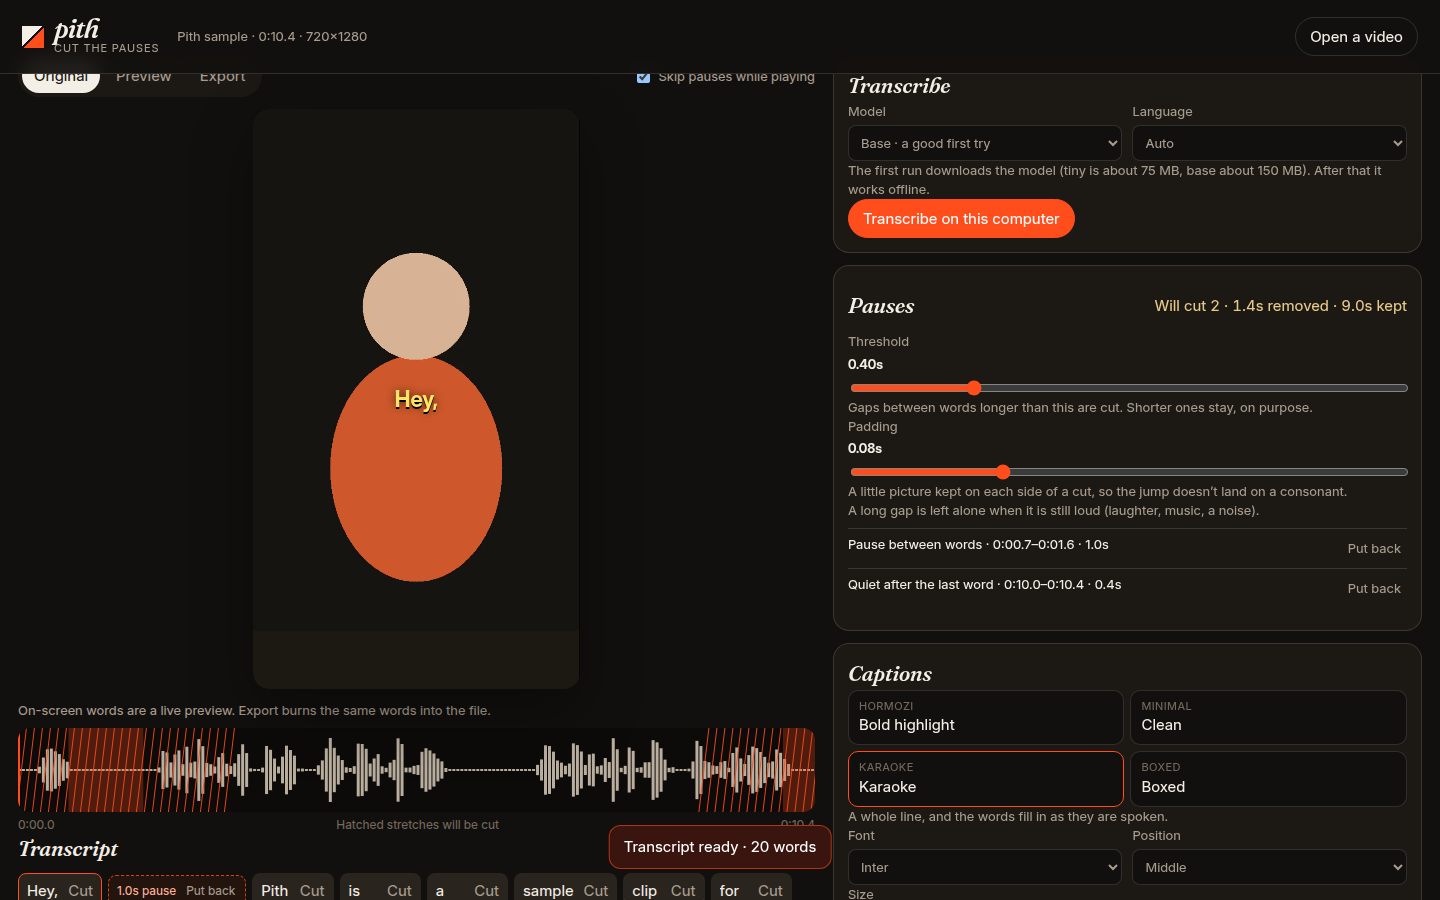 pith
CUT THE PAUSES
Pith sample · 0:10.4 · 720×1280
Open a video
Original
Preview
Export
Skip pauses while playing
Hey,
On-screen words are a live preview. Export burns the same words into the file.
0:00.0
Hatched stretches will be cut
0:10.4
Transcript
Transcript ready · 20 words
Hey, Cut
1.0s pause Put back
Pith Cut
is Cut
a Cut
sample Cut
clip Cut
for Cut
Transcribe
Model
Language
Base · a good first try
Auto
The first run downloads the model (tiny is about 75 MB, base about 150 MB). After that it
works offline.
Transcribe on this computer
Pauses
Will cut 2 · 1.4s removed · 9.0s kept
Threshold
0.40s
Gaps between words longer than this are cut. Shorter ones stay, on purpose.
Padding
0.08s
A little picture kept on each side of a cut, so the jump doesn’t land on a consonant.
A long gap is left alone when it is still loud (laughter, music, a noise).
Pause between words · 0:00.7–0:01.6 · 1.0s
Put back
Quiet after the last word · 0:10.0–0:10.4 · 0.4s
Put back
Captions
HORMOZI
Bold highlight
MINIMAL
Clean
KARAOKE
Karaoke
BOXED
Boxed
A whole line, and the words fill in as they are spoken.
Font
Position
Inter
Middle
Size